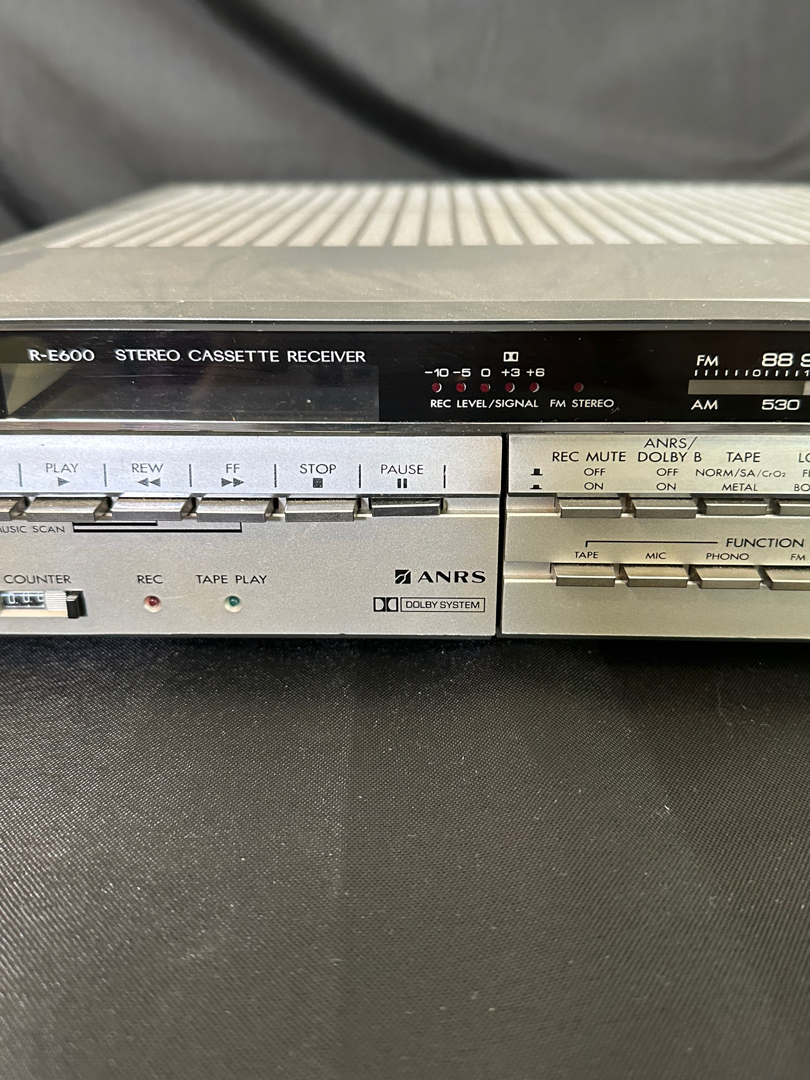 R-E600 STEREO CASSETTE RECEIVER
-10 -5 0 +3 +6
REC LEVEL/SIGNAL FM STEREO
FM 88
AM 530
PLAY REW FF STOP PAUSE
MUSIC SCAN
COUNTER REC TAPE PLAY
ANRS
DOLBY SYSTEM
REC MUTE ANRS/DOLBY B TAPE
OFF OFF NORM/SA/CrO2
ON ON METAL
FUNCTION
TAPE MIC PHONO FM